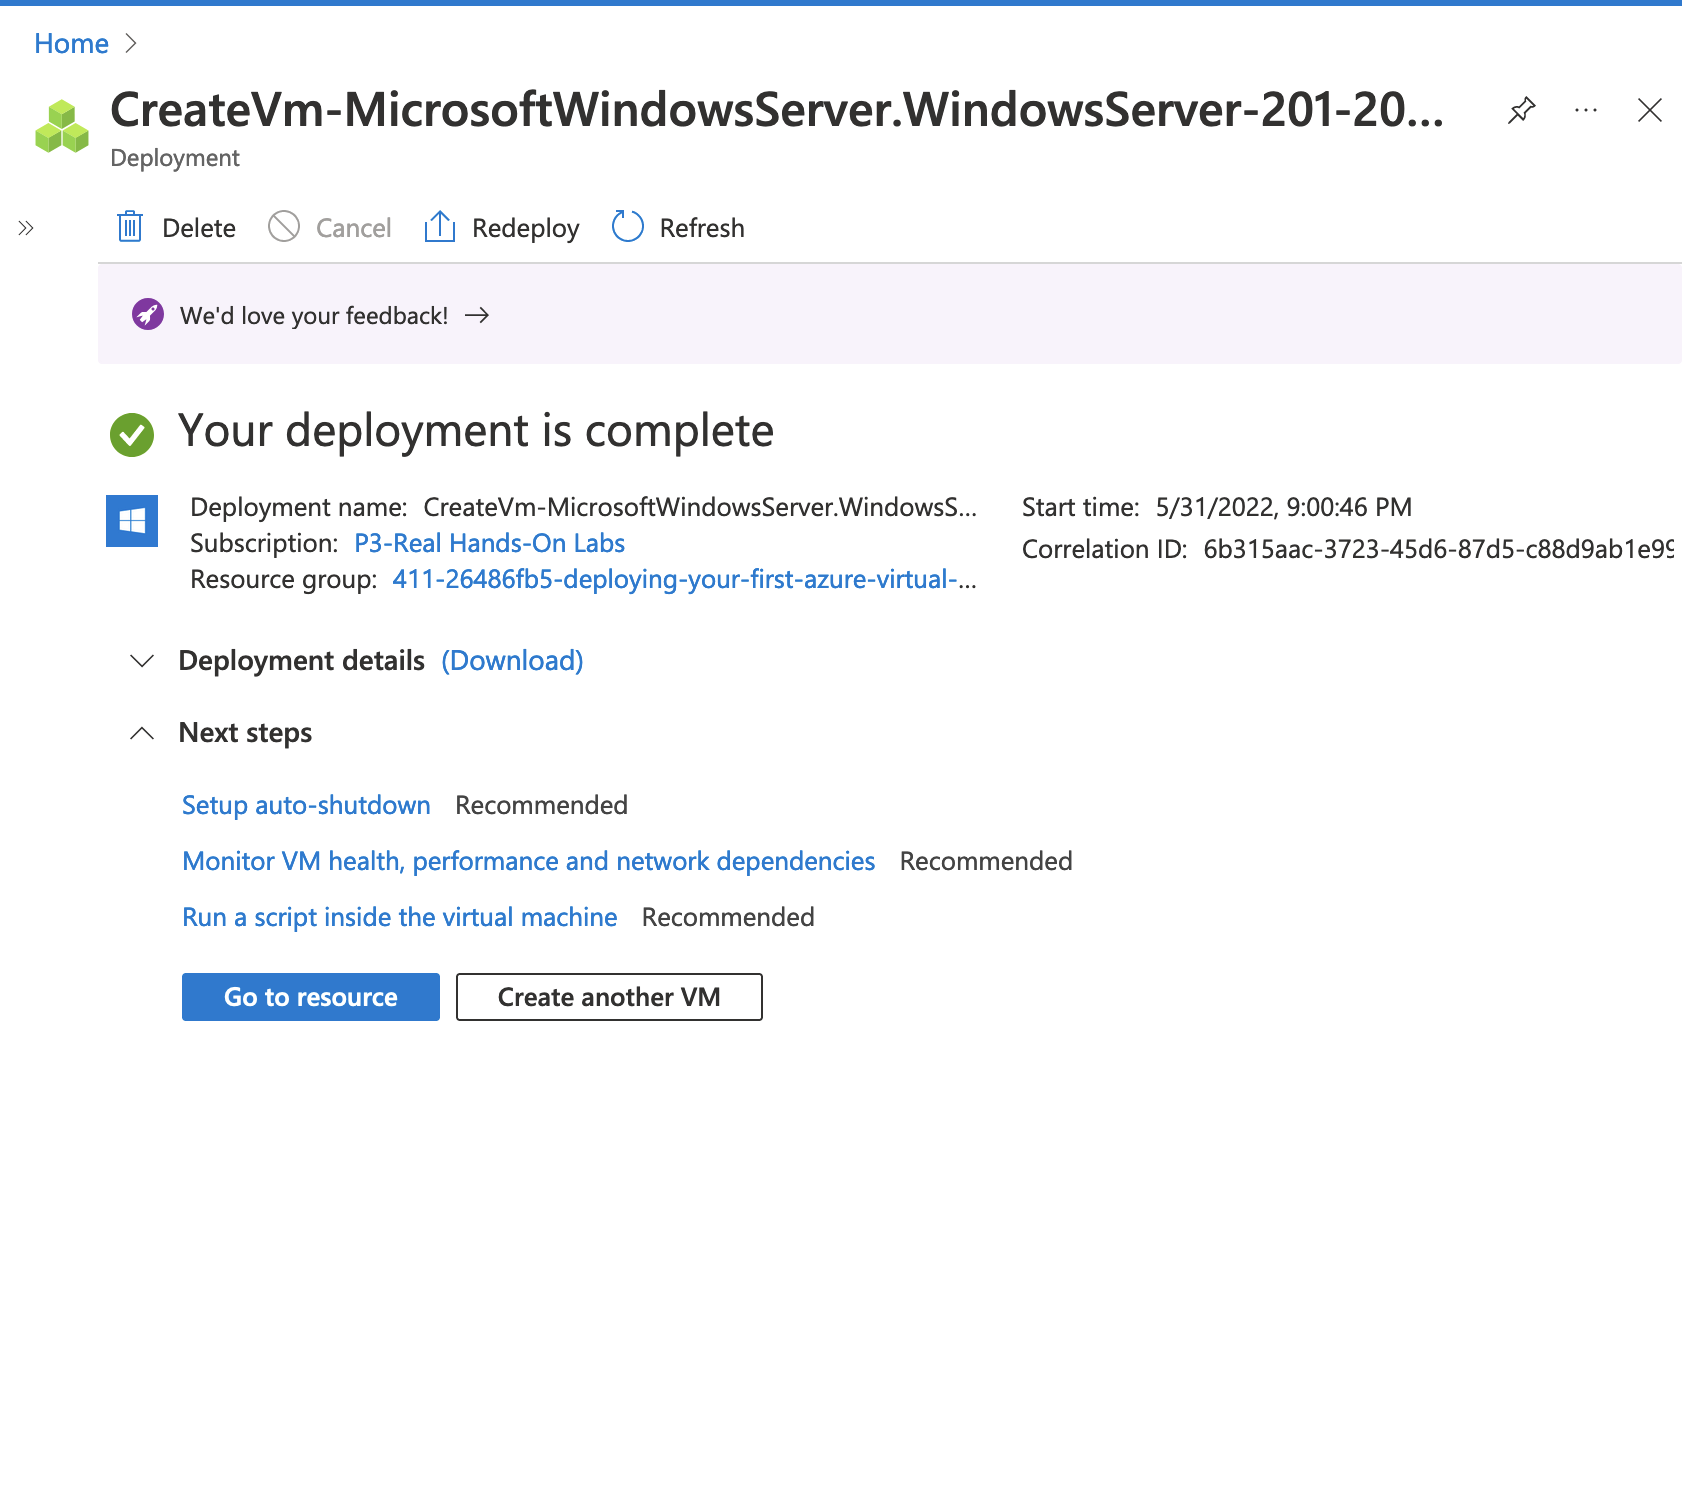 Home
CreateVm-MicrosoftWindowsServer.WindowsServer-201-20...
Deployment
Delete Cancel Redeploy Refresh
We'd love your feedback!
Your deployment is complete
Deployment name: CreateVm-MicrosoftWindowsServer.WindowsS... Start time: 5/31/2022, 9:00:46 PM
Subscription: P3-Real Hands-On Labs Correlation ID: 6b315aac-3723-45d6-87d5-c88d9ab1e99
Resource group: 411-26486fb5-deploying-your-first-azure-virtual-...
Deployment details (Download)
Next steps
Setup auto-shutdown Recommended
Monitor VM health, performance and network dependencies Recommended
Run a script inside the virtual machine Recommended
Go to resource Create another VM